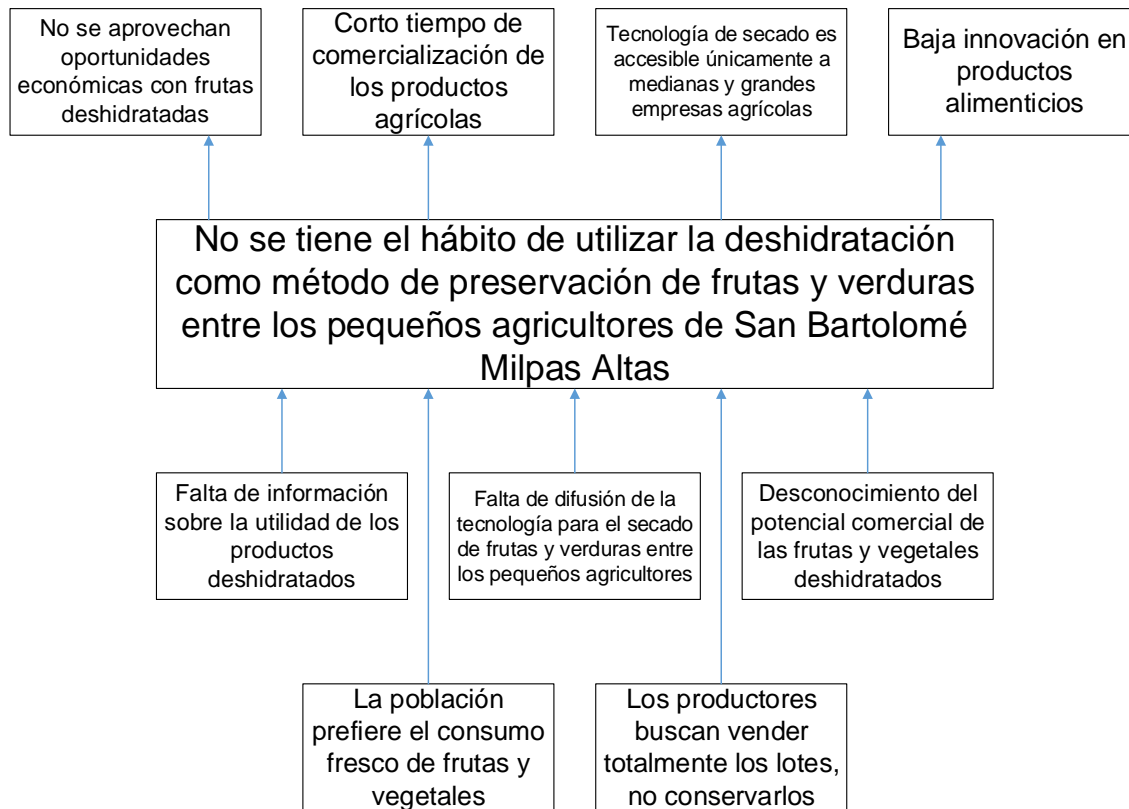 No se aprovechan
oportunidades
económicas con frutas
deshidratadas
Corto tiempo de
comercialización de
los productos
agrícolas
Tecnología de secado es
accesible únicamente a
medianas y grandes
empresas agrícolas
Baja innovación en
productos
alimenticios
No se tiene el hábito de utilizar la deshidratación
como método de preservación de frutas y verduras
entre los pequeños agricultores de San Bartolomé
Milpas Altas
Falta de información
sobre la utilidad de los
productos
deshidratados
Falta de difusión de la
tecnología para el secado
de frutas y verduras entre
los pequeños agricultores
Desconocimiento del
potencial comercial de
las frutas y vegetales
deshidratados
La población
prefiere el consumo
fresco de frutas y
vegetales
Los productores
buscan vender
totalmente los lotes,
no conservarlos